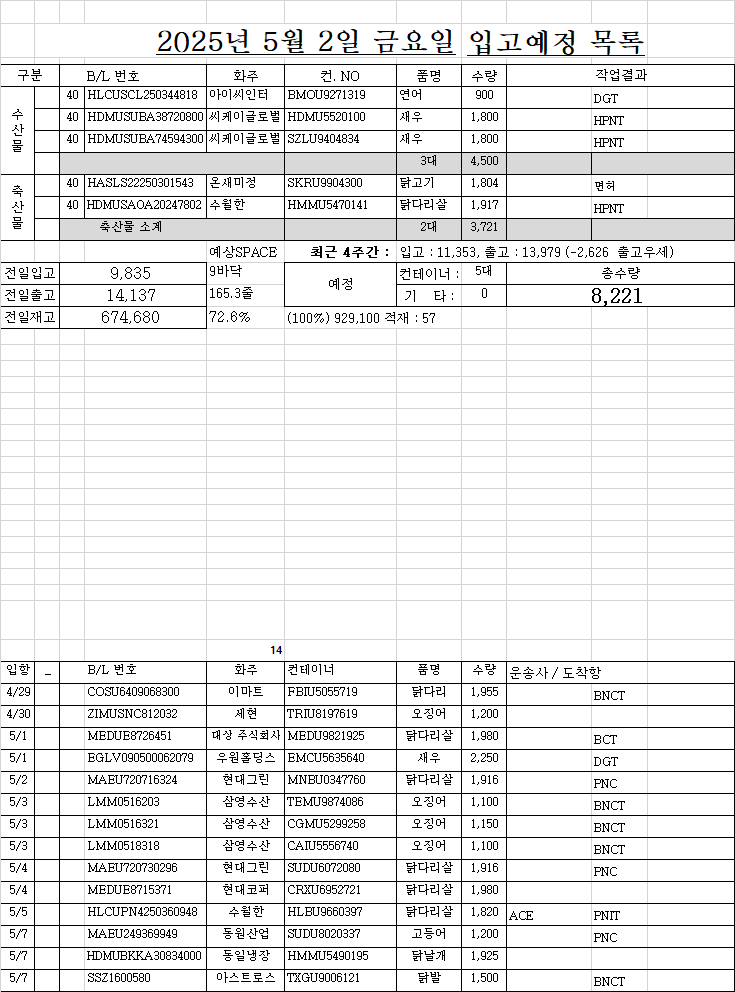 2025년 5월 2일 금요일 입고예정 목록
구분 B/L 번호 화주 컨. NO 품명 수량 작업결과
수산물
40 HLCUSCL250344818 아이씨인터 BMOU9271319 연어 900 DGT
40 HDMUSUBA38720800 씨케이글로벌 HDMU5520100 새우 1,800 HPNT
40 HDMUSUBA74594300 씨케이글로벌 SZLU9404834 새우 1,800 HPNT
3대 4,500
축산물
40 HASLS22250301543 온새미정 SKRU9904300 닭고기 1,804 면허
40 HDMUSAOA20247802 수월한 HMMU5470141 닭다리살 1,917 HPNT
축산물 소계 2대 3,721
예상SPACE 최근 4주간 : 입고 : 11,353, 출고 : 13,979 (-2,626 출고우세)
전일입고 9,835 9바닥 예정 컨테이너 : 5대 총수량
전일출고 14,137 165.3줄 기 타 : 0 8,221
전일재고 674,680 72.6% (100%) 929,100 적재 : 57
14
입항 _ B/L 번호 화주 컨테이너 품명 수량 운송사 / 도착항
4/29 COSU6409068300 이마트 FBIU5055719 닭다리 1,955 BNCT
4/30 ZIMUSNC812032 세현 TRIU8197619 오징어 1,200
5/1 MEDUE8726451 대상 주식회사 MEDU9821925 닭다리살 1,980 BCT
5/1 EGLV090500062079 우원홀딩스 EMCU5635640 새우 2,250 DGT
5/2 MAEU720716324 현대그린 MNBU0347760 닭다리살 1,916 PNC
5/3 LMM0516203 삼영수산 TEMU9874086 오징어 1,100 BNCT
5/3 LMM0516321 삼영수산 CGMU5299258 오징어 1,150 BNCT
5/3 LMM0518318 삼영수산 CAIU5556740 오징어 1,100 BNCT
5/4 MAEU720730296 현대그린 SUDU6072080 닭다리살 1,916 PNC
5/4 MEDUE8715371 현대코퍼 CRXU6952721 닭다리살 1,980
5/5 HLCUPN4250360948 수월한 HLBU9660397 닭다리살 1,820 ACE PNIT
5/7 MAEU249369949 동원산업 SUDU8020337 고등어 1,200 PNC
5/7 HDMUBKKA30834000 동일냉장 HMMU5490195 닭날개 1,925
5/7 SSZ1600580 아스트로스 TXGU9006121 닭발 1,500 BNCT